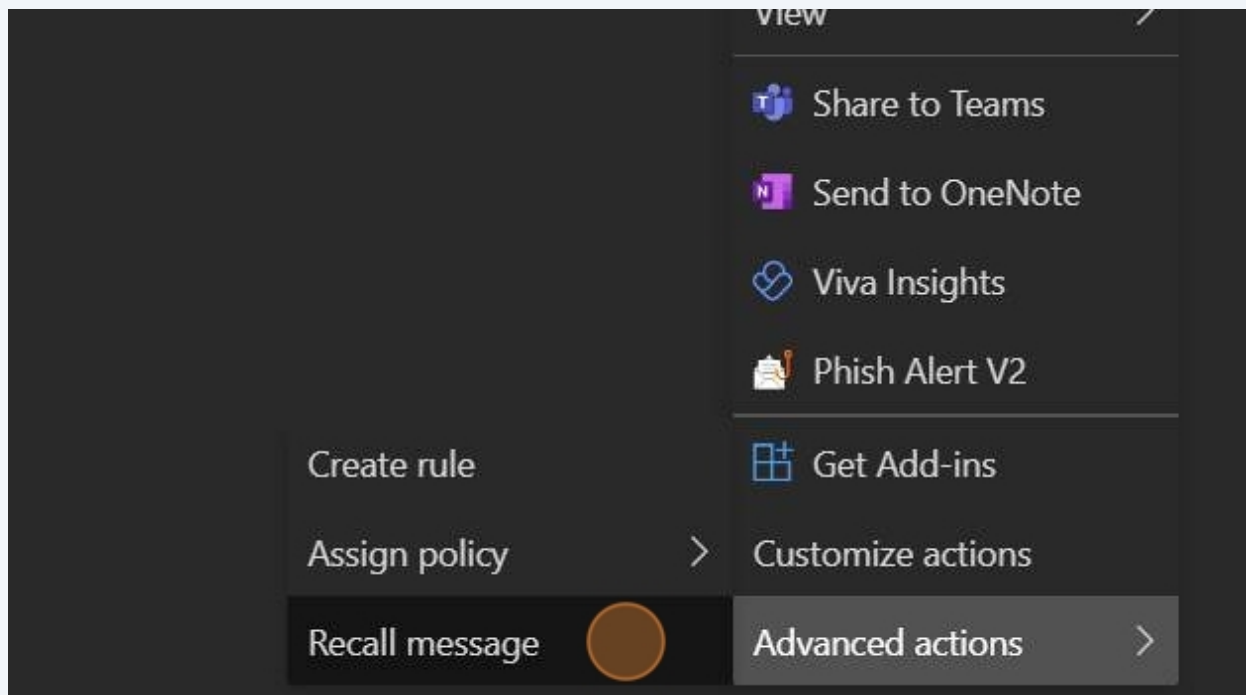 View
Share to Teams
Send to OneNote
Viva Insights
Phish Alert V2
Get Add-ins
Customize actions
Advanced actions
Create rule
Assign policy
Recall message